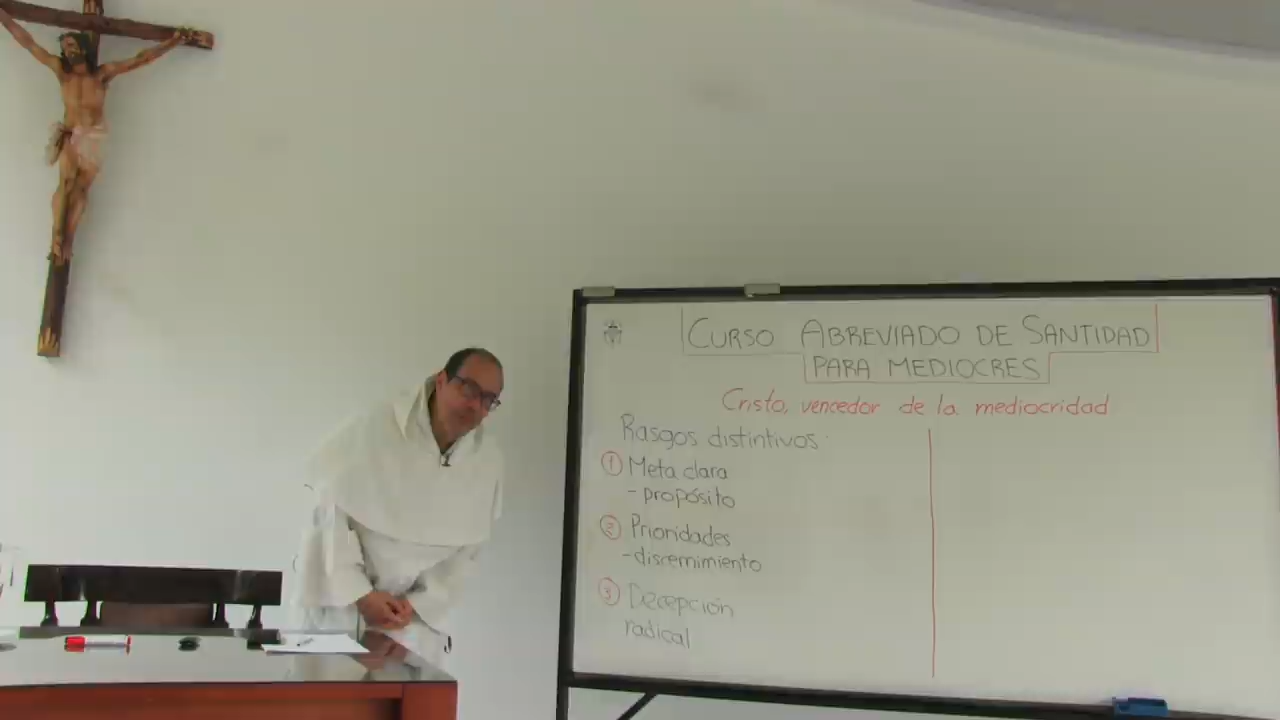 CURSO ABREVIADO DE SANTIDAD
PARA MEDIOCRES
Cristo, vencedor de la mediocridad
Rasgos distintivos:
1 Meta clara
- propósito
2 Prioridades
- discernimiento
3 Decepción
radical